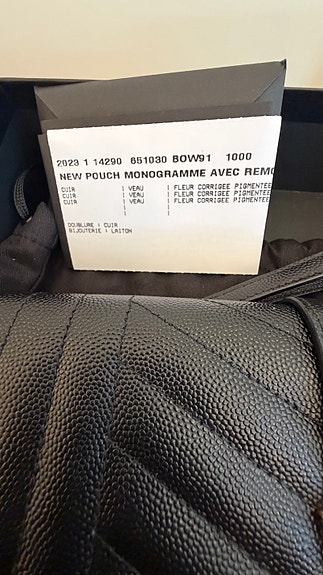 2023 1 14290 651030 BOW91 1000
NEW POUCH MONOGRAMME AVEC REMO
CUIR | VEAU | FLEUR CORRIGEE PIGMENTEE
CUIR | VEAU | FLEUR CORRIGEE PIGMENTEE
CUIR | VEAU | FLEUR CORRIGEE PIGMENTEE
DOUBLURE : CUIR
BIJOUTERIE : LAITON